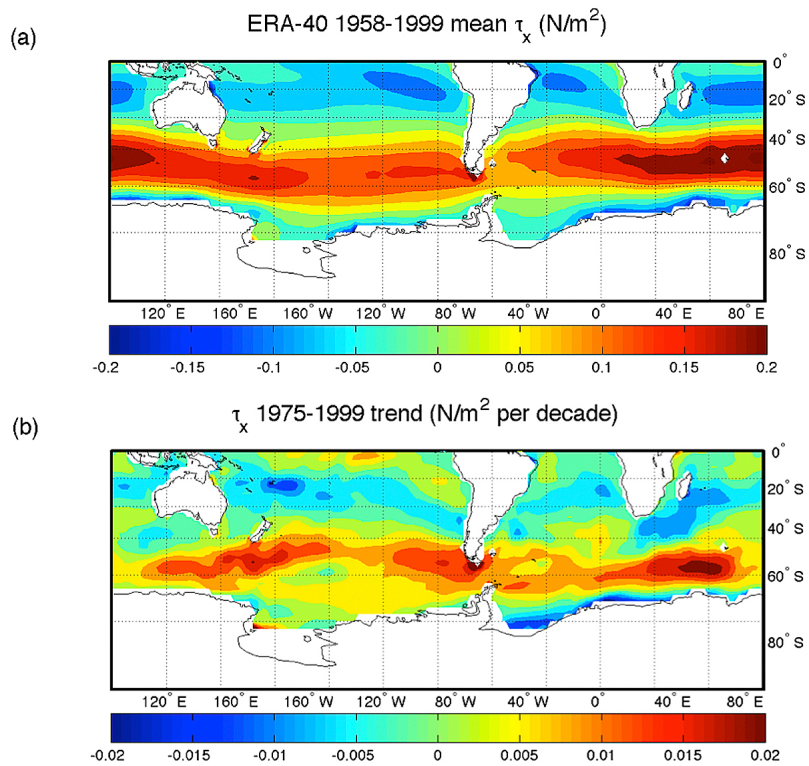 (a)
ERA-40 1958-1999 mean τx (N/m²)
0°
20° S
40° S
60° S
80° S
120° E 160° E 160° W 120° W 80° W 40° W 0° 40° E 80° E
-0.2 -0.15 -0.1 -0.05 0 0.05 0.1 0.15 0.2
(b)
τx 1975-1999 trend (N/m² per decade)
0°
20° S
40° S
60° S
80° S
120° E 160° E 160° W 120° W 80° W 40° W 0° 40° E 80° E
-0.02 -0.015 -0.01 -0.005 0 0.005 0.01 0.015 0.02